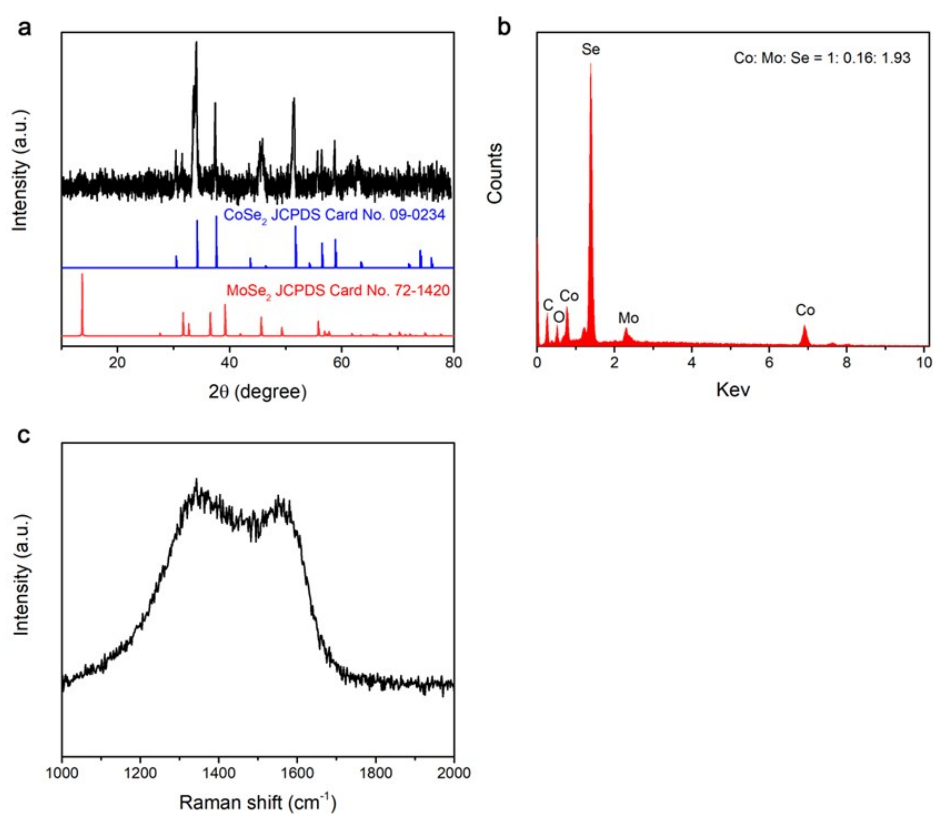 a
Intensity (a.u.)
CoSe₂ JCPDS Card No. 09-0234
MoSe₂ JCPDS Card No. 72-1420
20 40 60 80
2θ (degree)
b
Counts
Se
Co: Mo: Se = 1: 0.16: 1.93
C
O
Co
Mo
Co
0 2 4 6 8 10
Kev
c
Intensity (a.u.)
1000 1200 1400 1600 1800 2000
Raman shift (cm⁻¹)